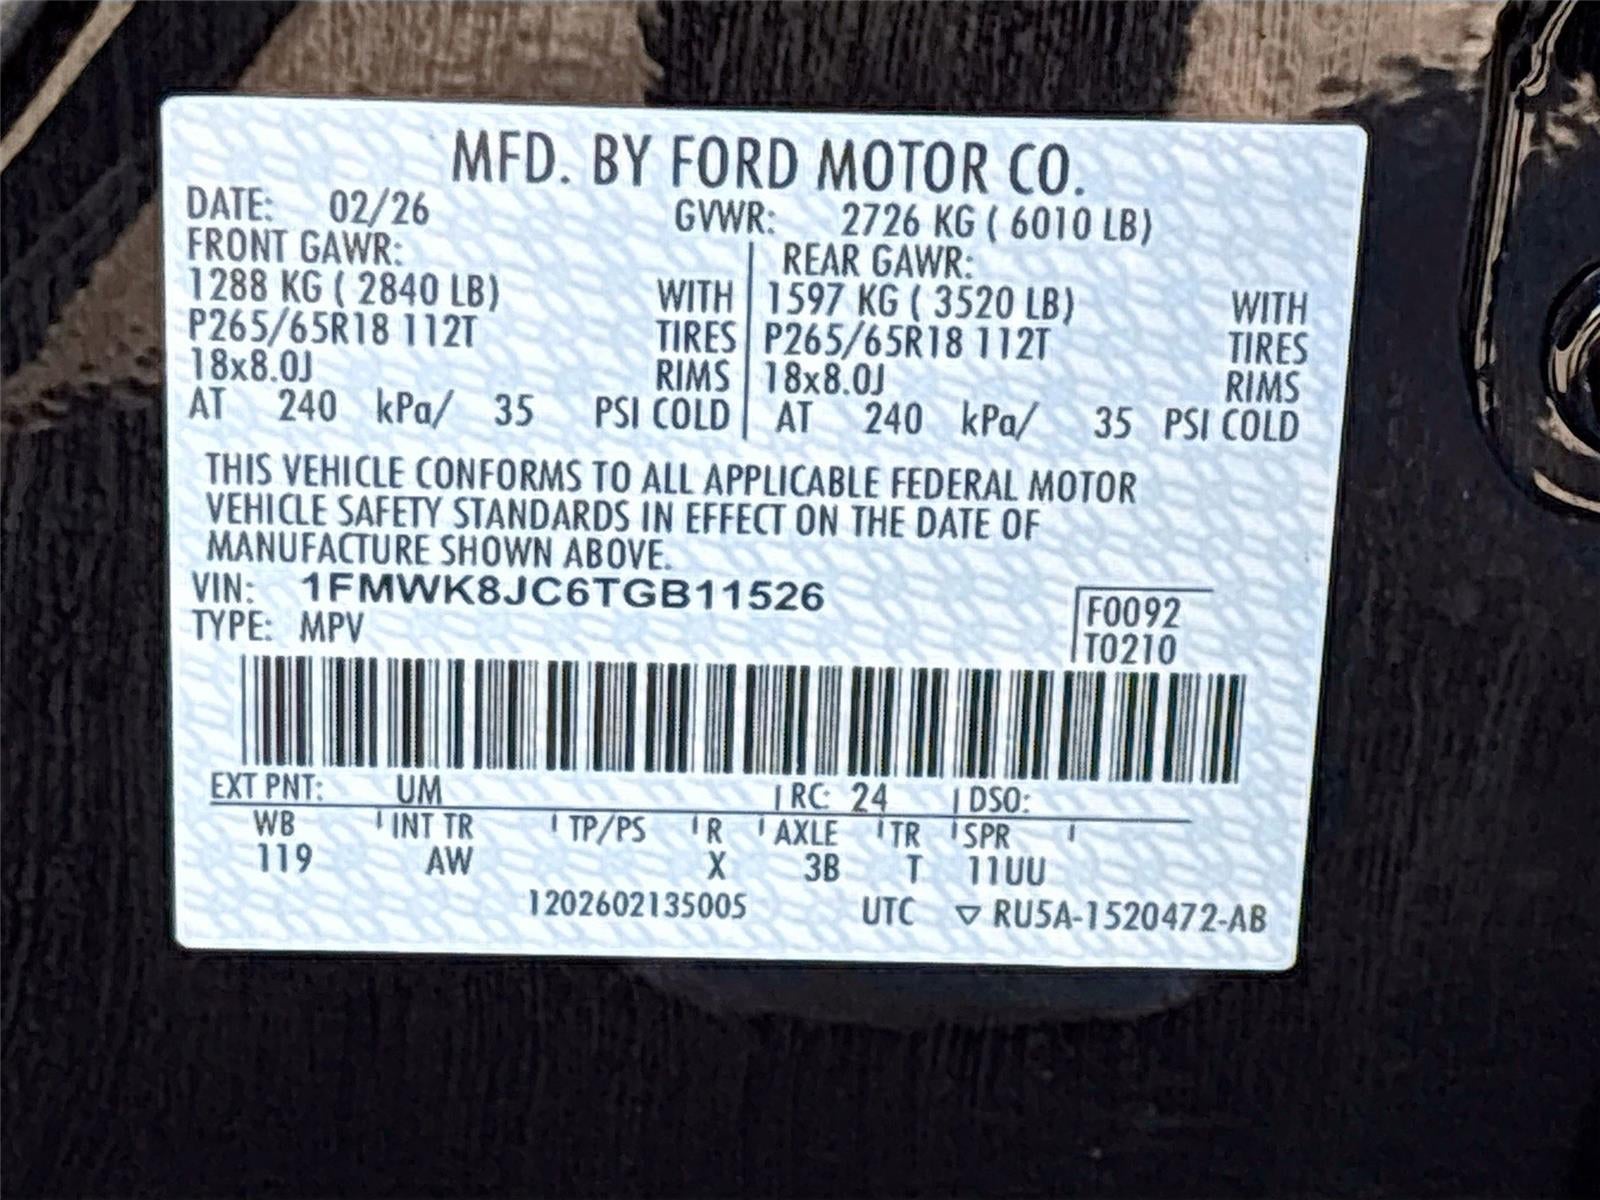 MFD. BY FORD MOTOR CO.
DATE: 02/26 GVWR: 2726 KG ( 6010 LB)
FRONT GAWR: REAR GAWR:
1288 KG ( 2840 LB) WITH 1597 KG ( 3520 LB) WITH
P265/65R18 112T TIRES P265/65R18 112T TIRES
18x8.0J RIMS 18x8.0J RIMS
AT 240 kPa/ 35 PSI COLD AT 240 kPa/ 35 PSI COLD
THIS VEHICLE CONFORMS TO ALL APPLICABLE FEDERAL MOTOR
VEHICLE SAFETY STANDARDS IN EFFECT ON THE DATE OF
MANUFACTURE SHOWN ABOVE.
VIN: 1FMWK8JC6TGB11526 F0092
TYPE: MPV T0210
EXT PNT: UM RC: 24 DSO:
WB INT TR TP/PS R AXLE TR SPR
119 AW X 3B T 11UU
1202602135005 UTC ▽ RU5A-1520472-AB